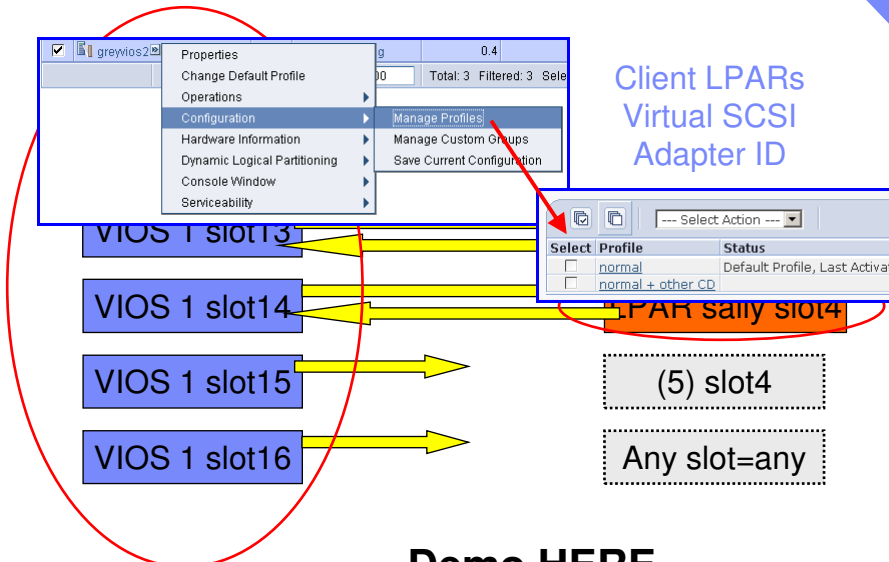 greyvios2
g
0.4
Properties
Change Default Profile
Operations
Configuration
Hardware Information
Dynamic Logical Partitioning
Console Window
Serviceability
Total: 3 Filtered: 3 Sele
Manage Profiles
Manage Custom Groups
Save Current Configuration
Client LPARs
Virtual SCSI
Adapter ID
--- Select Action ---
Select Profile Status
normal Default Profile, Last Activa
normal + other CD
VIOS 1 slot13
VIOS 1 slot14
LPAR sally slot4
VIOS 1 slot15
(5) slot4
VIOS 1 slot16
Any slot=any
Demo HERE